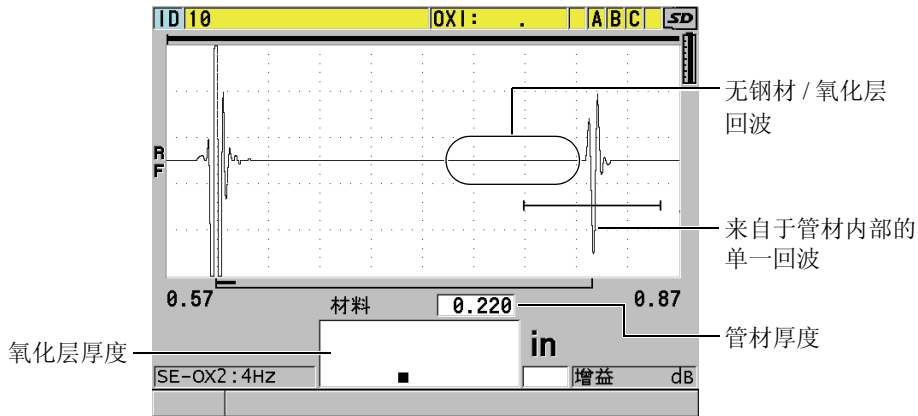 ID 10 OXI: . A B C SD
RF
无钢材 / 氧化层
回波
来自于管材内部的
单一回波
0.57 材料 0.220 0.87
管材厚度
氧化层厚度
in
SE-OX2:4Hz 增益 dB